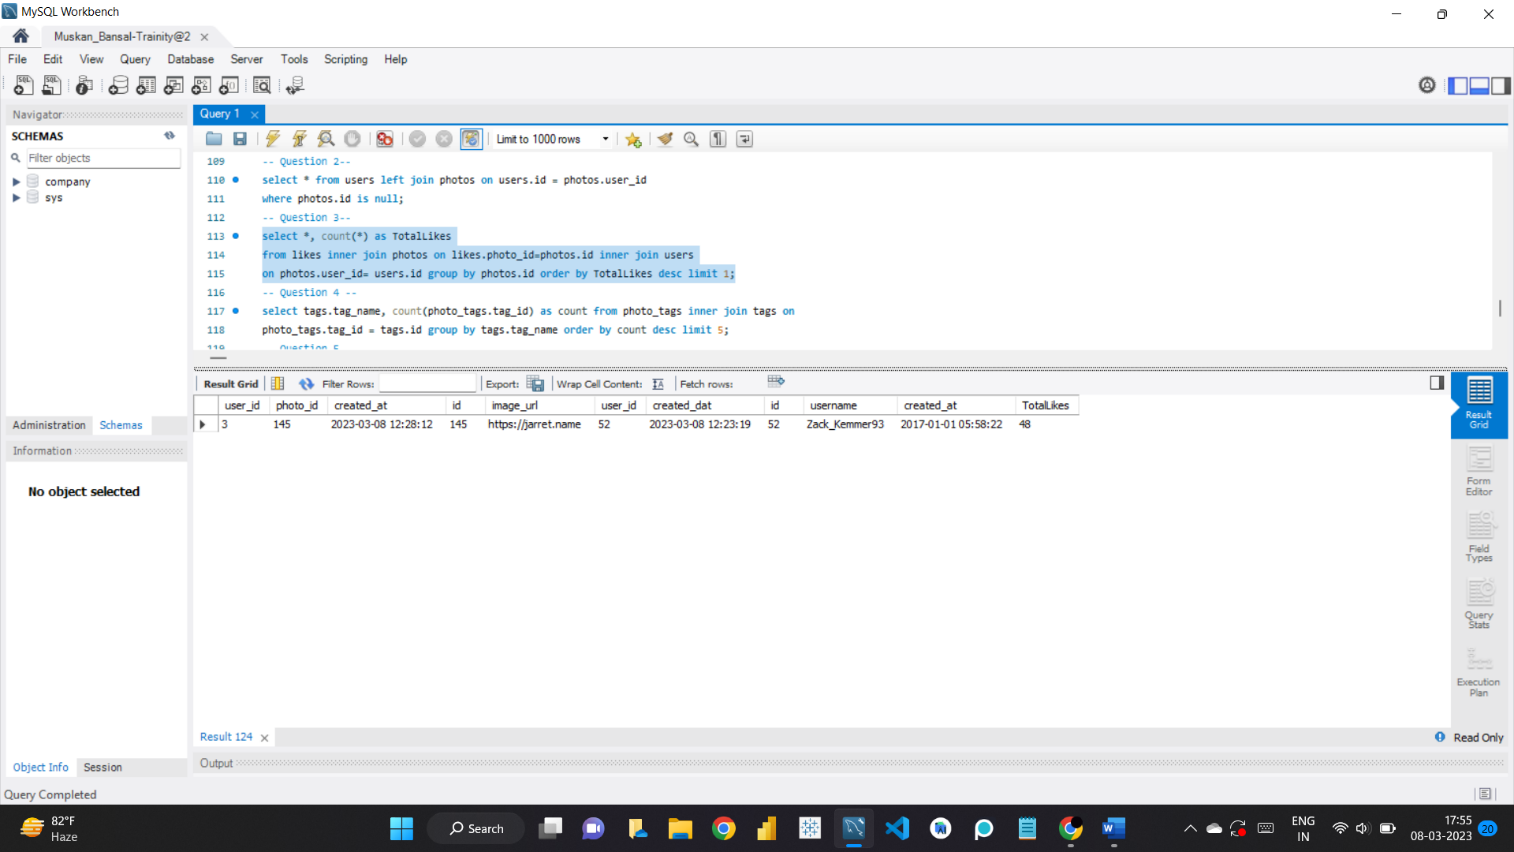 MySQL Workbench
Muskan_Bansal-Trainity@2
File Edit View Query Database Server Tools Scripting Help
Navigator
SCHEMAS
Filter objects
company
sys
Administration Schemas
Information
No object selected
Object Info Session
Query 1
Limit to 1000 rows
109 -- Question 2--
110 select * from users left join photos on users.id = photos.user_id
111 where photos.id is null;
112 -- Question 3--
113 select *, count(*) as TotalLikes
114 from likes inner join photos on likes.photo_id=photos.id inner join users
115 on photos.user_id= users.id group by photos.id order by TotalLikes desc limit 1;
116 -- Question 4 --
117 select tags.tag_name, count(photo_tags.tag_id) as count from photo_tags inner join tags on
118 photo_tags.tag_id = tags.id group by tags.tag_name order by count desc limit 5;
119 -- Question 5
Result Grid Filter Rows: Export: Wrap Cell Content: Fetch rows:
user_id photo_id created_at id image_url user_id created_dat id username created_at TotalLikes
3 145 2023-03-08 12:28:12 145 https://jarret.name 52 2023-03-08 12:23:19 52 Zack_Kemmer93 2017-01-01 05:58:22 48
Result Grid
Form Editor
Field Types
Query Stats
Execution Plan
Result 124
Read Only
Output
Query Completed
82°F
Haze
Search
ENG
IN
17:55
08-03-2023
20